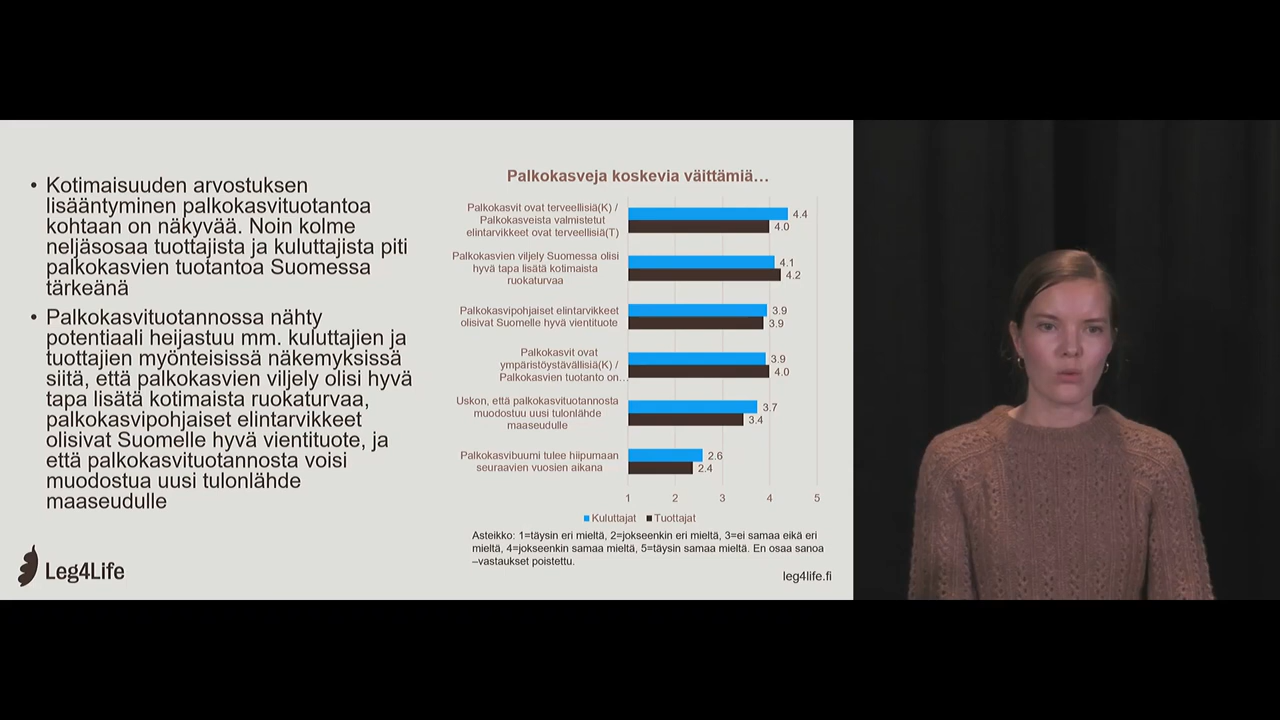 • Kotimaisuuden arvostuksen
lisääntyminen palkokasvituotantoa
kohtaan on näkyvää. Noin kolme
neljäsosaa tuottajista ja kuluttajista piti
palkokasvien tuotantoa Suomessa
tärkeänä
• Palkokasvituotannossa nähty
potentiaali heijastuu mm. kuluttajien ja
tuottajien myönteisissä näkemyksissä
siitä, että palkokasvien viljely olisi hyvä
tapa lisätä kotimaista ruokaturvaa,
palkokasvipohjaiset elintarvikkeet
olisivat Suomelle hyvä vientituote, ja
että palkokasvituotannosta voisi
muodostua uusi tulonlähde
maaseudulle
Leg4Life
Palkokasveja koskevia väittämiä…
Palkokasvit ovat terveellisiä(K) /
Palkokasveista valmistetut
elintarvikkeet ovat terveellisiä(T)
4.4
4.0
Palkokasvien viljely Suomessa olisi
hyvä tapa lisätä kotimaista
ruokaturvaa
4.1
4.2
Palkokasvipohjaiset elintarvikkeet
olisivat Suomelle hyvä vientituote
3.9
3.9
Palkokasvit ovat
ympäristöystävällisiä(K) /
Palkokasvien tuotanto on…
3.9
4.0
Uskon, että palkokasvituotannosta
muodostuu uusi tulonlähde
maaseudulle
3.7
3.4
Palkokasvibuumi tulee hiipumaan
seuraavien vuosien aikana
2.6
2.4
1 2 3 4 5
Kuluttajat Tuottajat
Asteikko: 1=täysin eri mieltä, 2=jokseenkin eri mieltä, 3=ei samaa eikä eri
mieltä, 4=jokseenkin samaa mieltä, 5=täysin samaa mieltä. En osaa sanoa
–vastaukset poistettu.
leg4life.fi